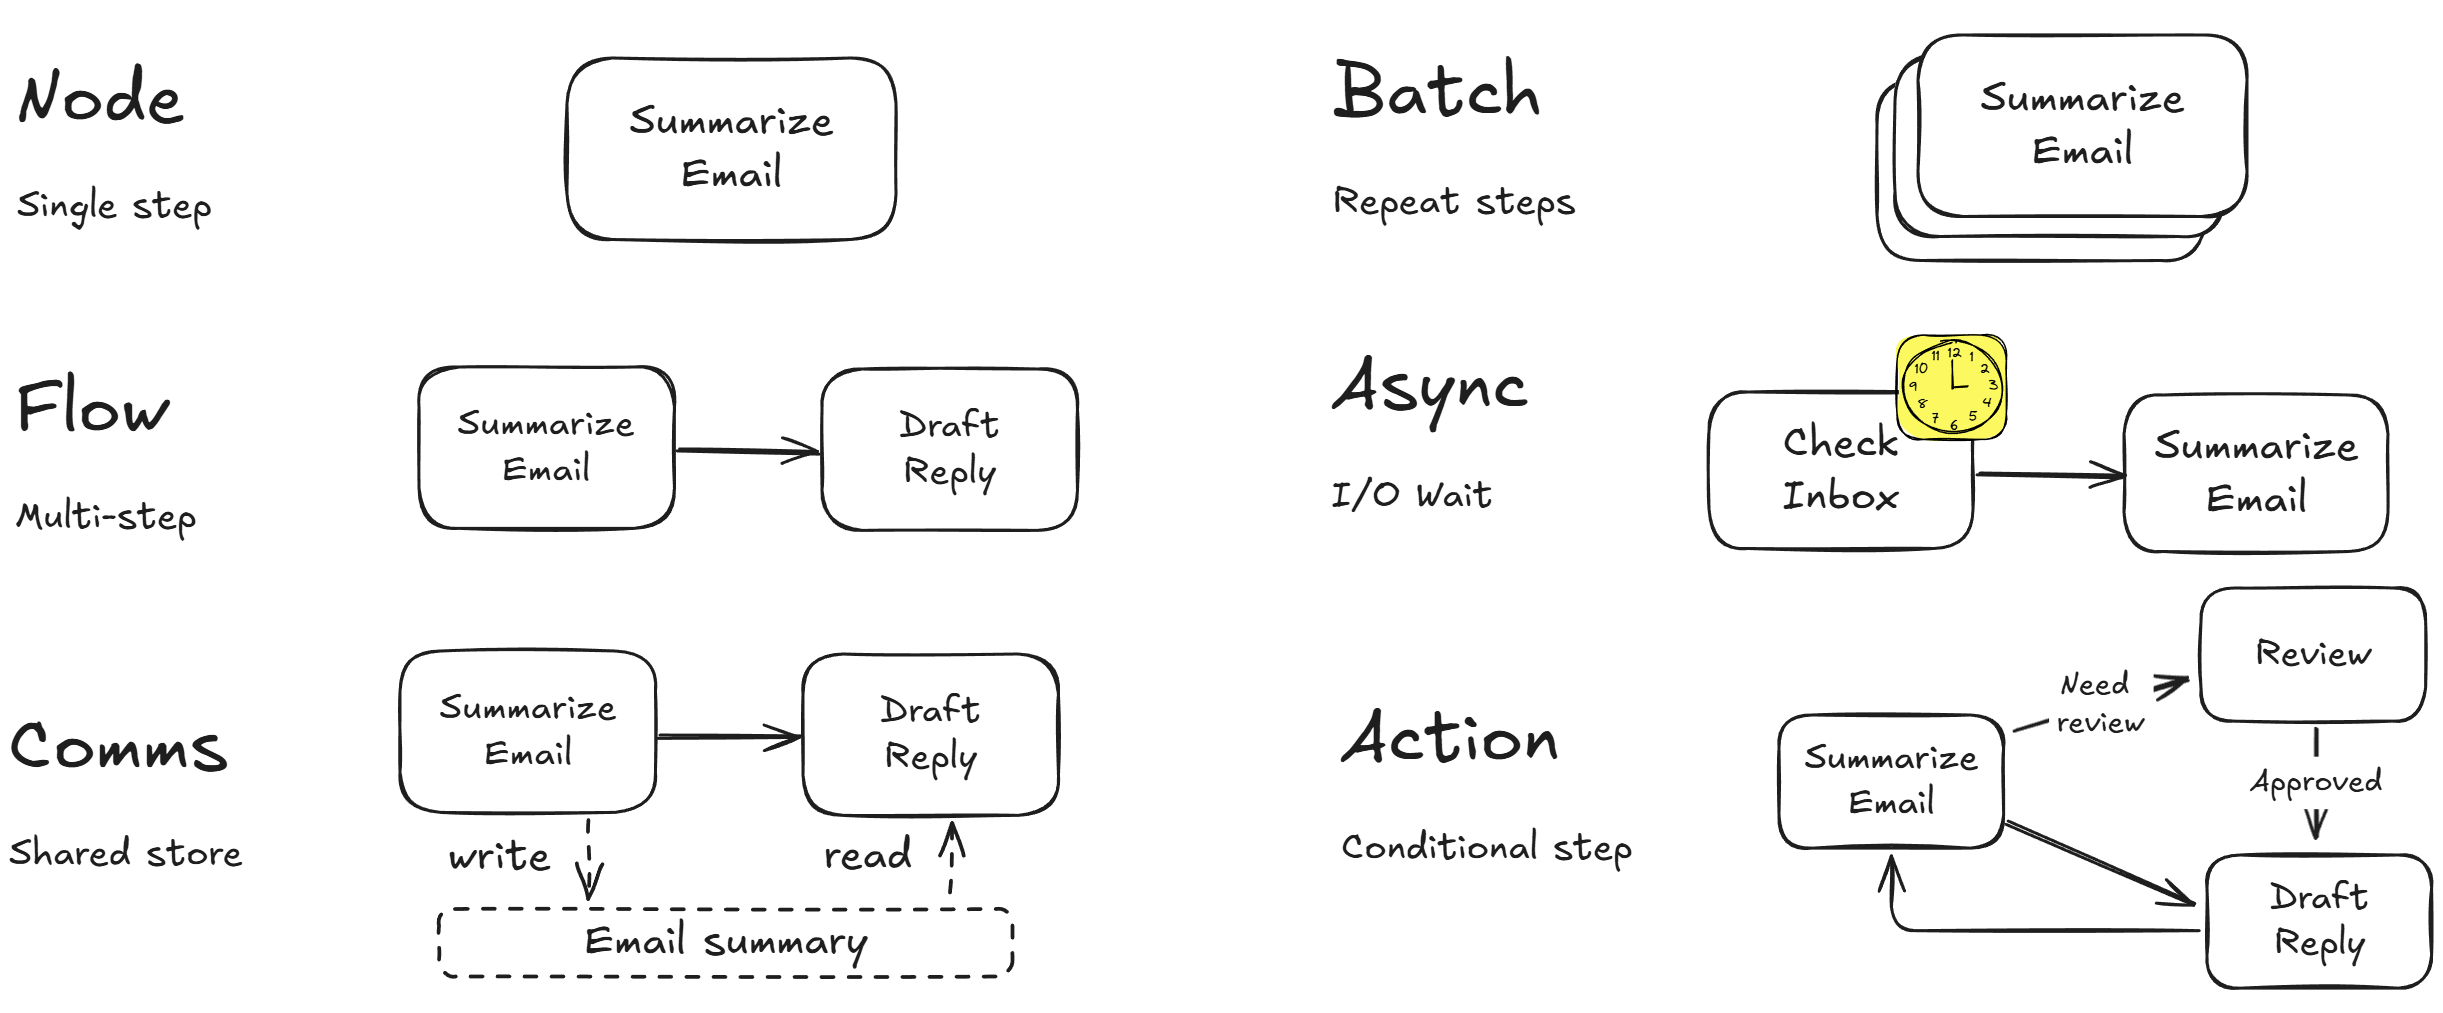 Node
Single step
Summarize
Email
Flow
Multi-step
Summarize
Email
Draft
Reply
Comms
Shared store
Summarize
Email
Draft
Reply
write
read
Email summary
Batch
Repeat steps
Summarize
Email
Async
I/O Wait
Check
Inbox
12
1
2
3
4
5
6
7
8
9
10
11
Summarize
Email
Action
Conditional step
Summarize
Email
Need
review
Review
Approved
Draft
Reply